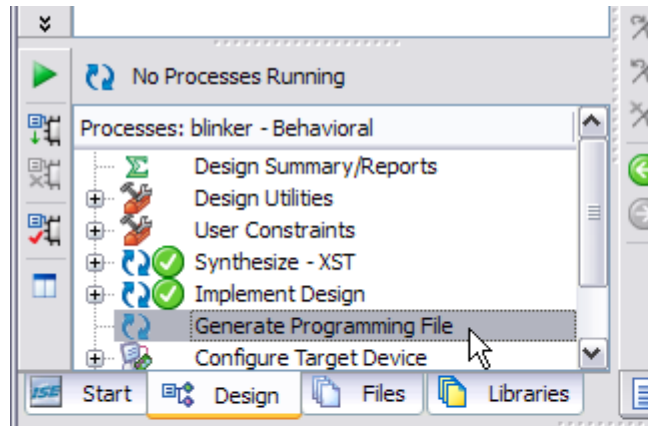 No Processes Running
Processes: blinker - Behavioral
Design Summary/Reports
Design Utilities
User Constraints
Synthesize - XST
Implement Design
Generate Programming File
Configure Target Device
ISE Start Design Files Libraries